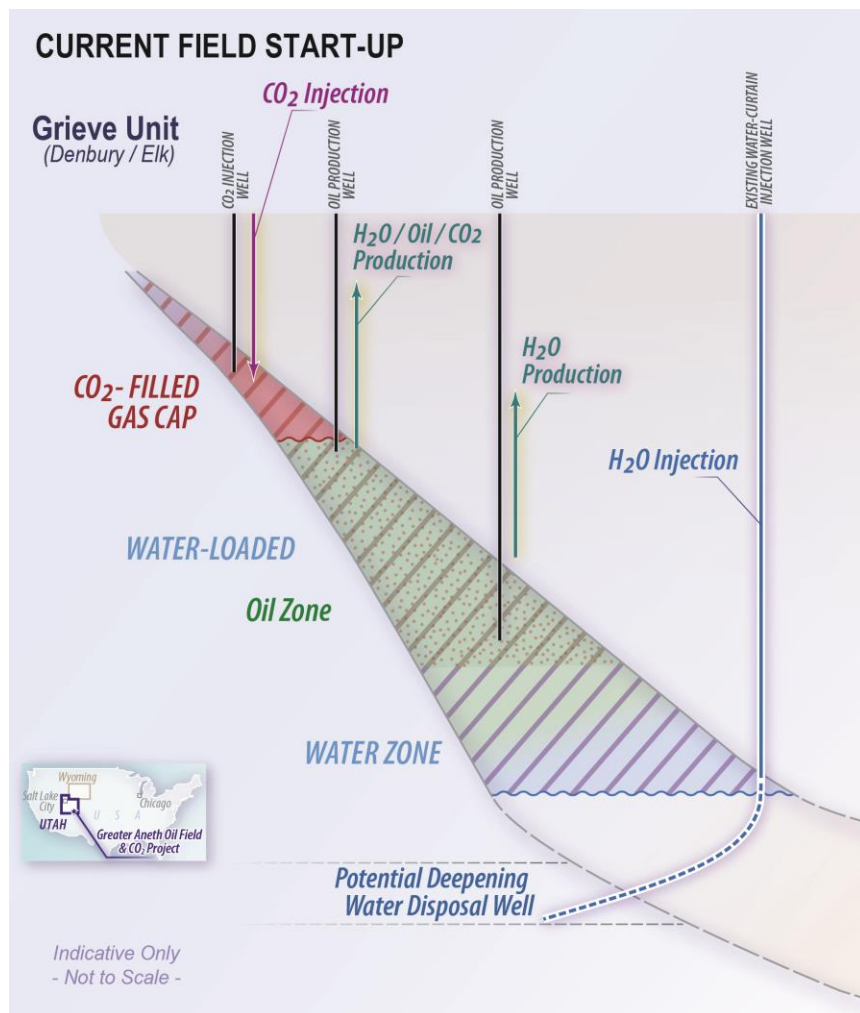 CURRENT FIELD START-UP
CO2 Injection
Grieve Unit
(Denbury / Elk)
CO2 INJECTION
WELL
OIL PRODUCTION
WELL
OIL PRODUCTION
WELL
EXISTING WATER-CURTAIN
INJECTION WELL
H2O / Oil / CO2
Production
H2O
Production
CO2- FILLED
GAS CAP
H2O Injection
WATER-LOADED
Oil Zone
WATER ZONE
Wyoming
Salt Lake
City
Chicago
U S A
UTAH
Greater Aneth Oil Field
& CO2 Project
Potential Deepening
Water Disposal Well
Indicative Only
- Not to Scale -